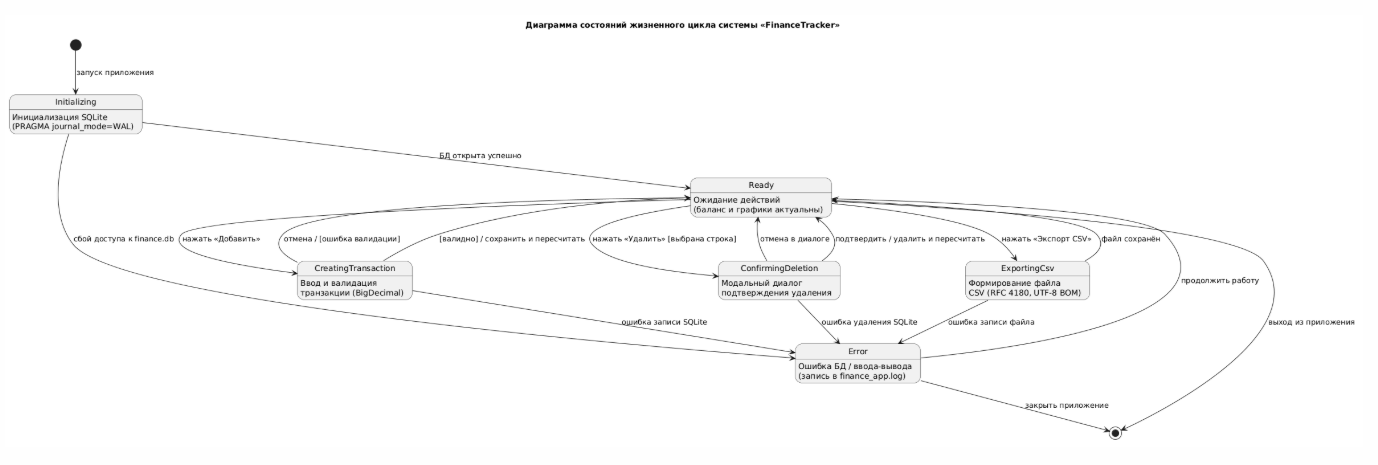 Диаграмма состояний жизненного цикла системы «FinanceTracker»
запуск приложения
Initializing
Инициализация SQLite
(PRAGMA journal_mode=WAL)
БД открыта успешно
Ready
Ожидание действий
(баланс и графики актуальны)
сбой доступа к finance.db
нажать «Добавить»
отмена / [ошибка валидации]
[валидно] / сохранить и пересчитать
нажать «Удалить» [выбрана строка]
отмена в диалоге
подтвердить / удалить и пересчитать
нажать «Экспорт CSV»
файл сохранён
CreatingTransaction
Ввод и валидация
транзакции (BigDecimal)
ConfirmingDeletion
Модальный диалог
подтверждения удаления
ExportingCsv
Формирование файла
CSV (RFC 4180, UTF-8 BOM)
продолжить работу
ошибка записи SQLite
ошибка удаления SQLite
ошибка записи файла
выход из приложения
Error
Ошибка БД / ввода-вывода
(запись в finance_app.log)
закрыть приложение